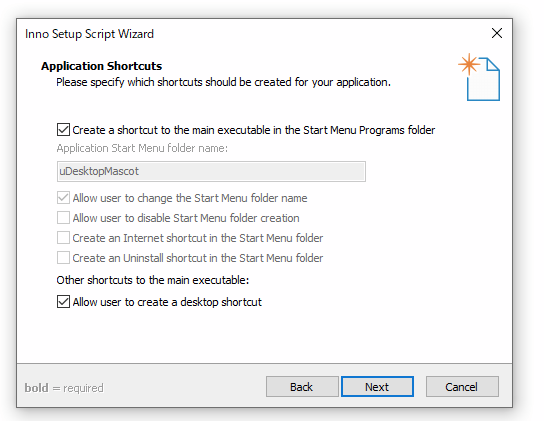 Inno Setup Script Wizard
Application Shortcuts
Please specify which shortcuts should be created for your application.
Create a shortcut to the main executable in the Start Menu Programs folder
Application Start Menu folder name:
uDesktopMascot
Allow user to change the Start Menu folder name
Allow user to disable Start Menu folder creation
Create an Internet shortcut in the Start Menu folder
Create an Uninstall shortcut in the Start Menu folder
Other shortcuts to the main executable:
Allow user to create a desktop shortcut
bold = required
Back
Next
Cancel